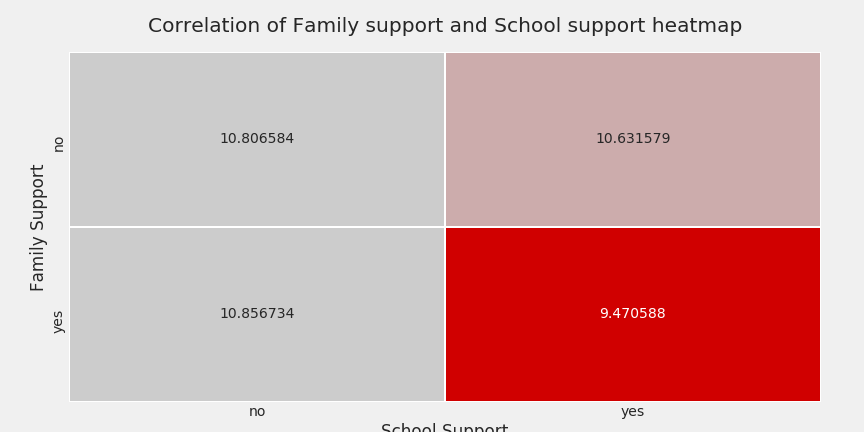 Correlation of Family support and School support heatmap
Family Support
no
10.806584
10.631579
yes
10.856734
9.470588
no
yes
School Support